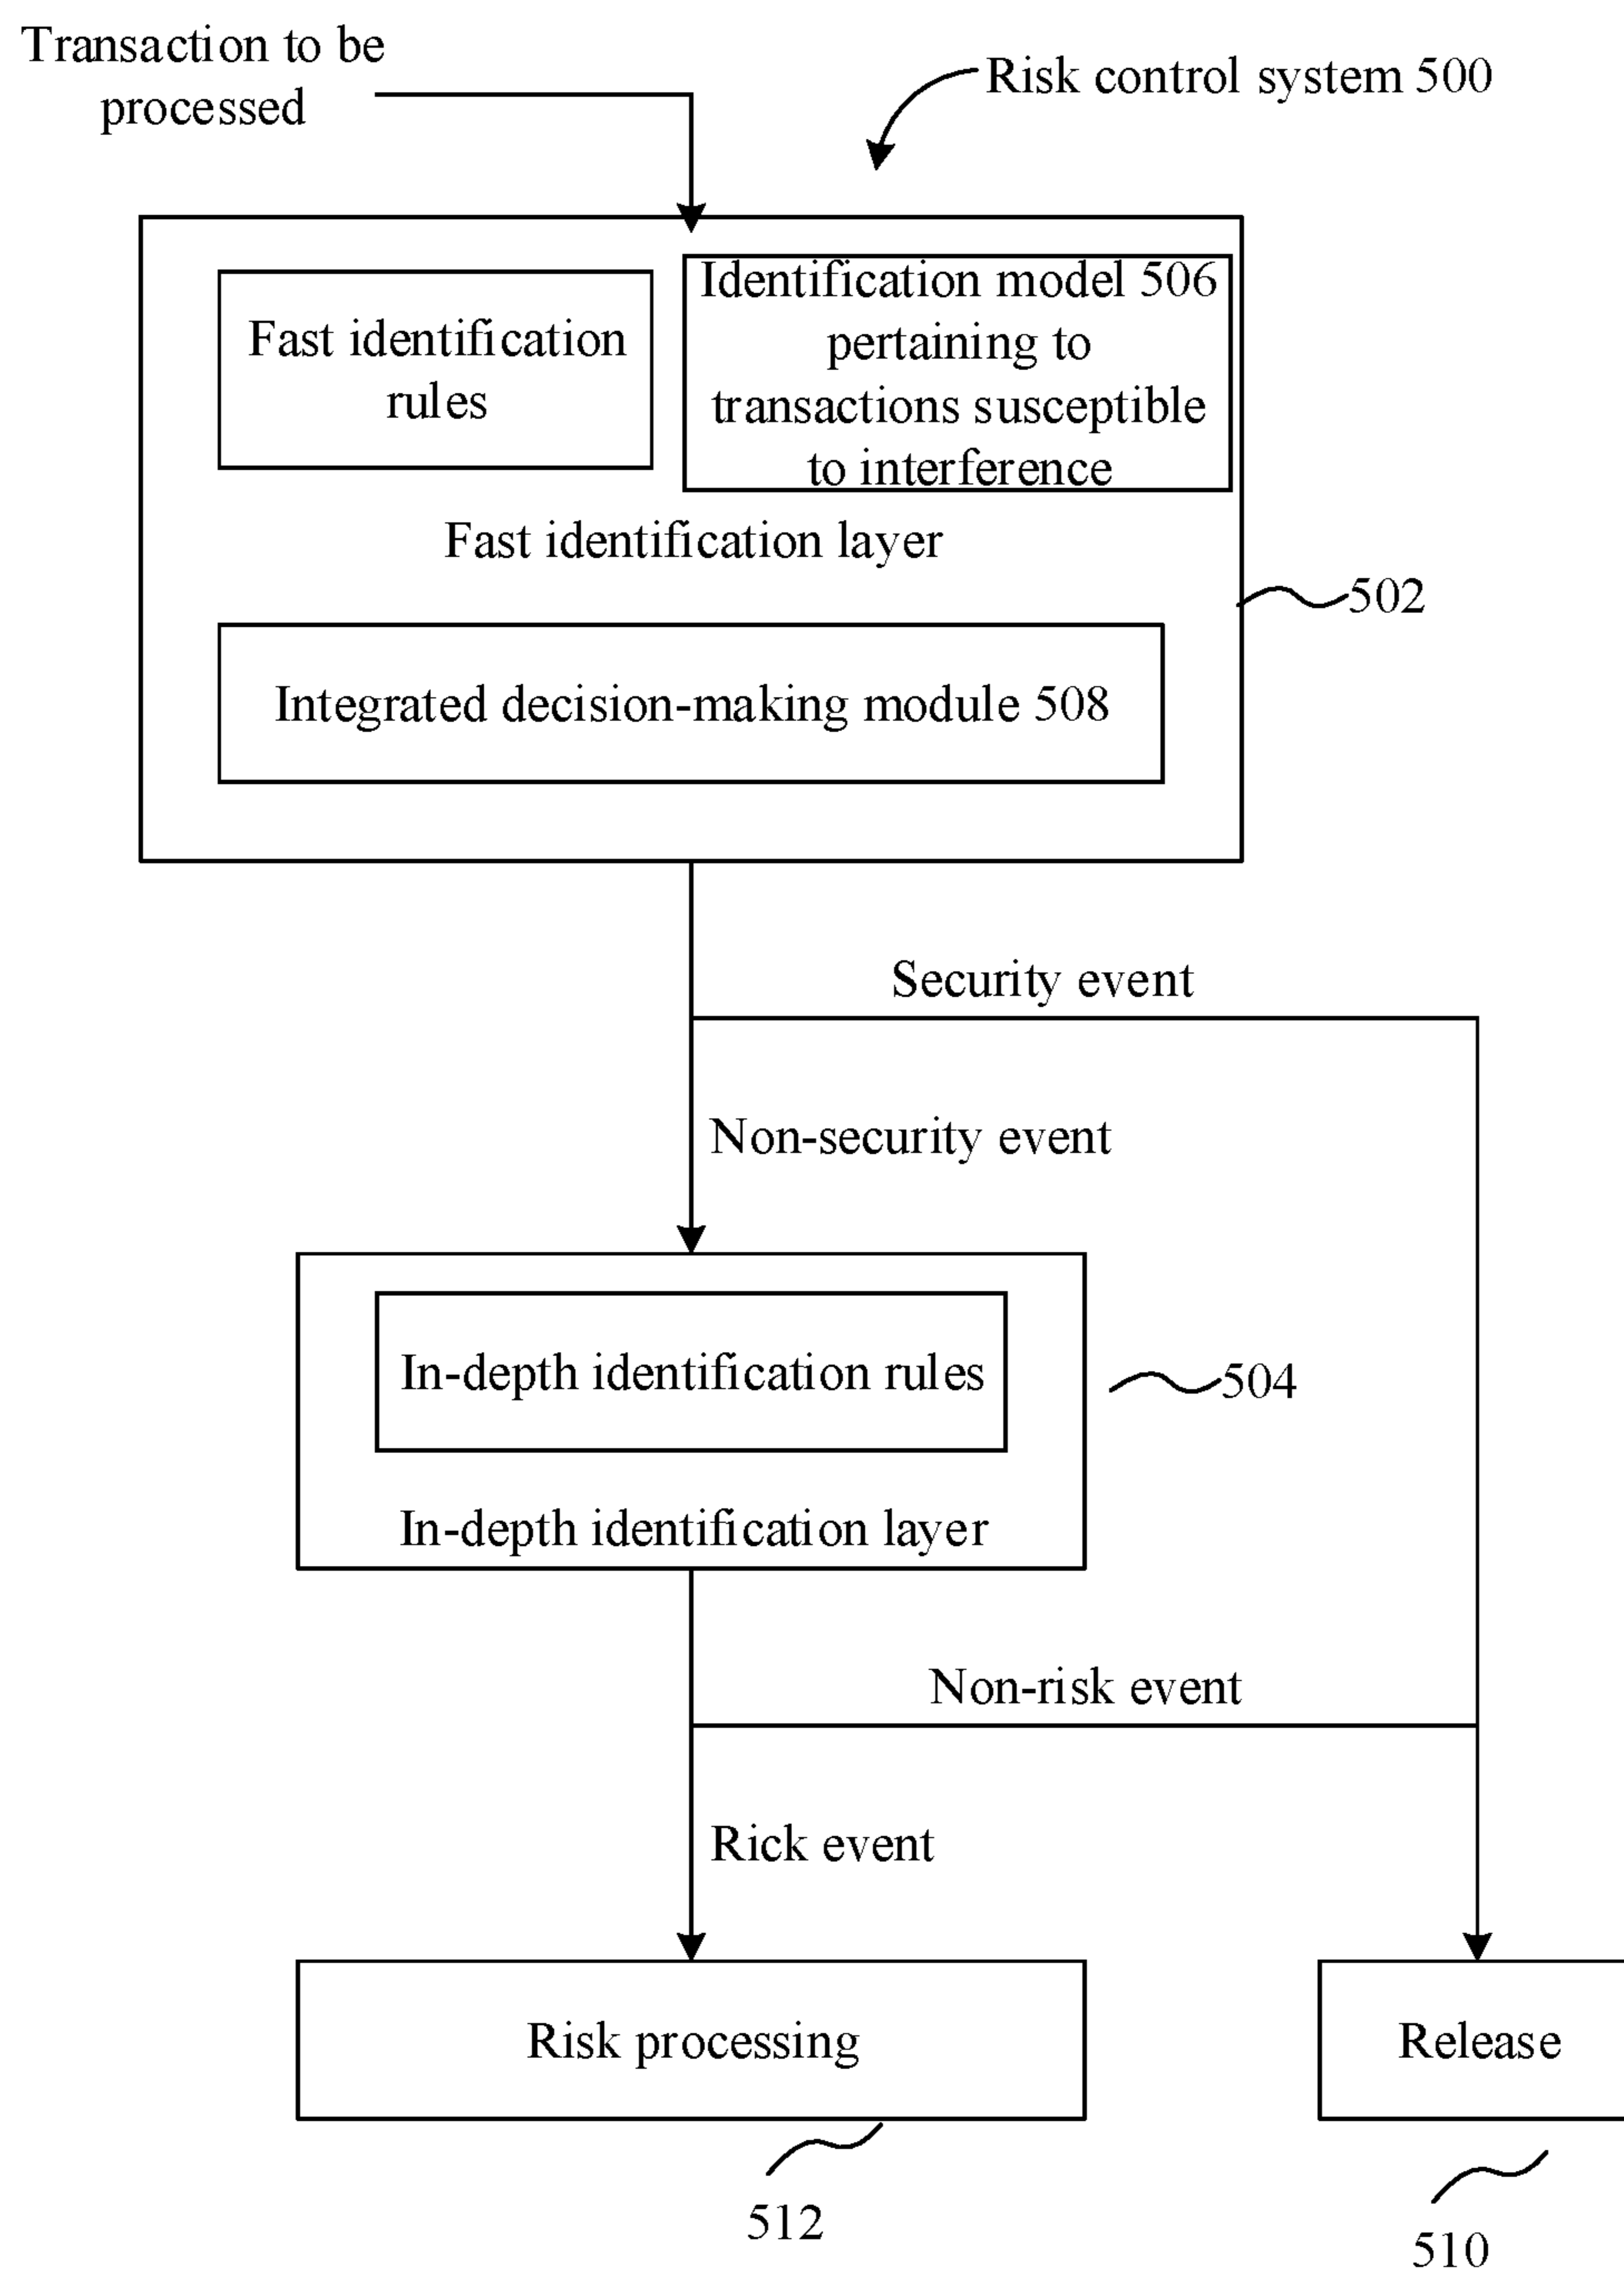 Transaction to be
processed
Risk control system 500
Fast identification
rules
Identification model 506
pertaining to
transactions susceptible
to interference
Fast identification layer
502
Integrated decision-making module 508
Security event
Non-security event
In-depth identification rules
504
In-depth identification layer
Non-risk event
Rick event
Risk processing
Release
512
510